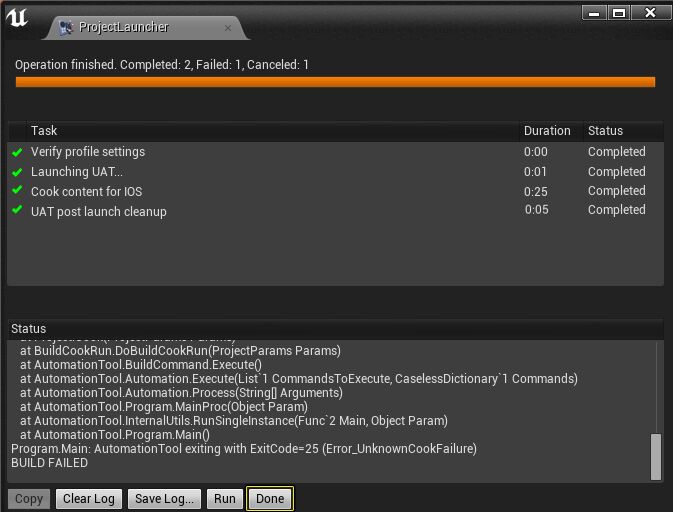 ProjectLauncher
Operation finished. Completed: 2, Failed: 1, Canceled: 1
Task Duration Status
Verify profile settings 0:00 Completed
Launching UAT... 0:01 Completed
Cook content for IOS 0:25 Completed
UAT post launch cleanup 0:05 Completed
Status
at BuildCookRun.DoBuildCookRun(ProjectParams Params)
at AutomationTool.BuildCommand.Execute()
at AutomationTool.Automation.Execute(List`1 CommandsToExecute, CaselessDictionary`1 Commands)
at AutomationTool.Automation.Process(String[] Arguments)
at AutomationTool.Program.MainProc(Object Param)
at AutomationTool.InternalUtils.RunSingleInstance(Func`2 Main, Object Param)
at AutomationTool.Program.Main()
Program.Main: AutomationTool exiting with ExitCode=25 (Error_UnknownCookFailure)
BUILD FAILED
Copy Clear Log Save Log... Run Done